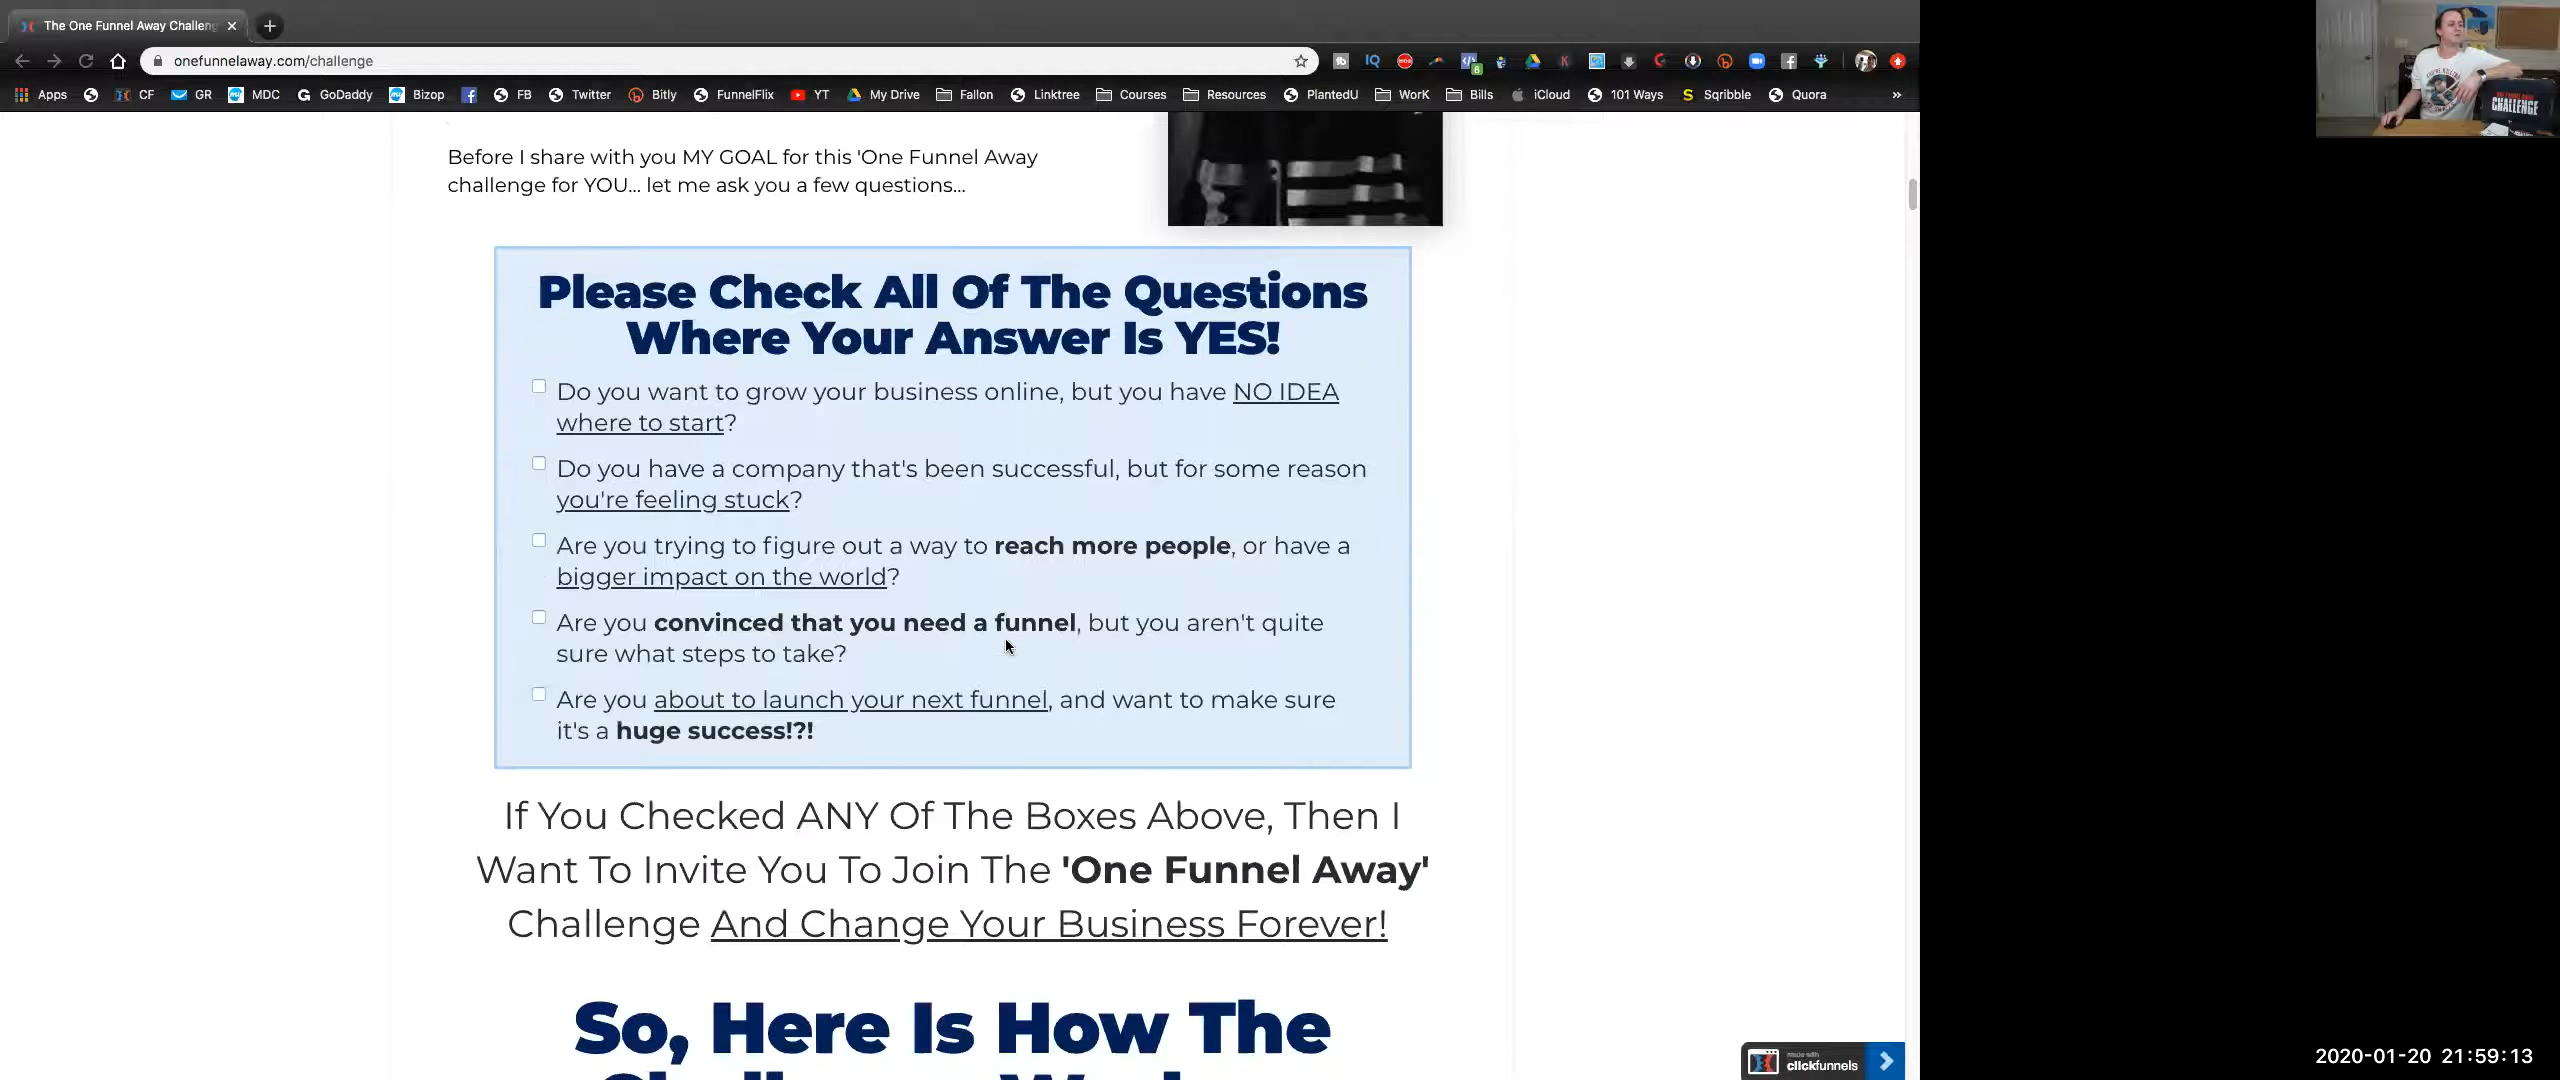 The One Funnel Away Challeng
onefunnelaway.com/challenge
Apps CF GR MDC GoDaddy Bizop FB Twitter Bitly FunnelFlix YT My Drive Fallon Linktree Courses Resources PlantedU WorK Bills iCloud 101 Ways Sqribble Quora »
CHALLENGE
Before I share with you MY GOAL for this 'One Funnel Away
challenge for YOU... let me ask you a few questions...
Please Check All Of The Questions
Where Your Answer Is YES!
Do you want to grow your business online, but you have NO IDEA
where to start?
Do you have a company that's been successful, but for some reason
you're feeling stuck?
Are you trying to figure out a way to reach more people, or have a
bigger impact on the world?
Are you convinced that you need a funnel, but you aren't quite
sure what steps to take?
Are you about to launch your next funnel, and want to make sure
it's a huge success!?!
If You Checked ANY Of The Boxes Above, Then I
Want To Invite You To Join The 'One Funnel Away'
Challenge And Change Your Business Forever!
So, Here Is How The
made with
clickfunnels
2020-01-20 21:59:13